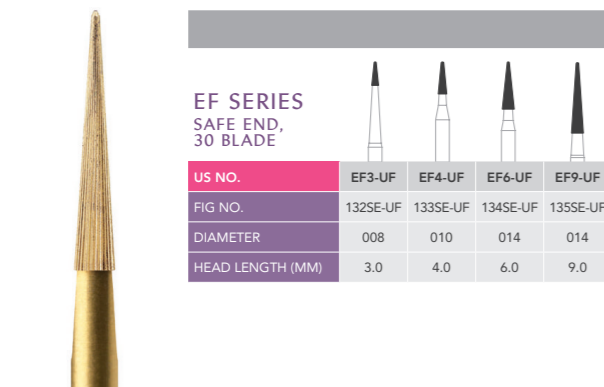 EF SERIES
SAFE END,
30 BLADE
US NO. EF3-UF EF4-UF EF6-UF EF9-UF
FIG NO. 132SE-UF 133SE-UF 134SE-UF 135SE-UF
DIAMETER 008 010 014 014
HEAD LENGTH (MM) 3.0 4.0 6.0 9.0